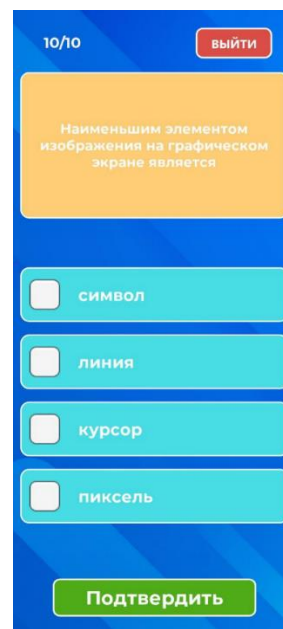 10/10
выйти
Наименьшим элементом
изображения на графическом
экране является
символ
линия
курсор
пиксель
Подтвердить